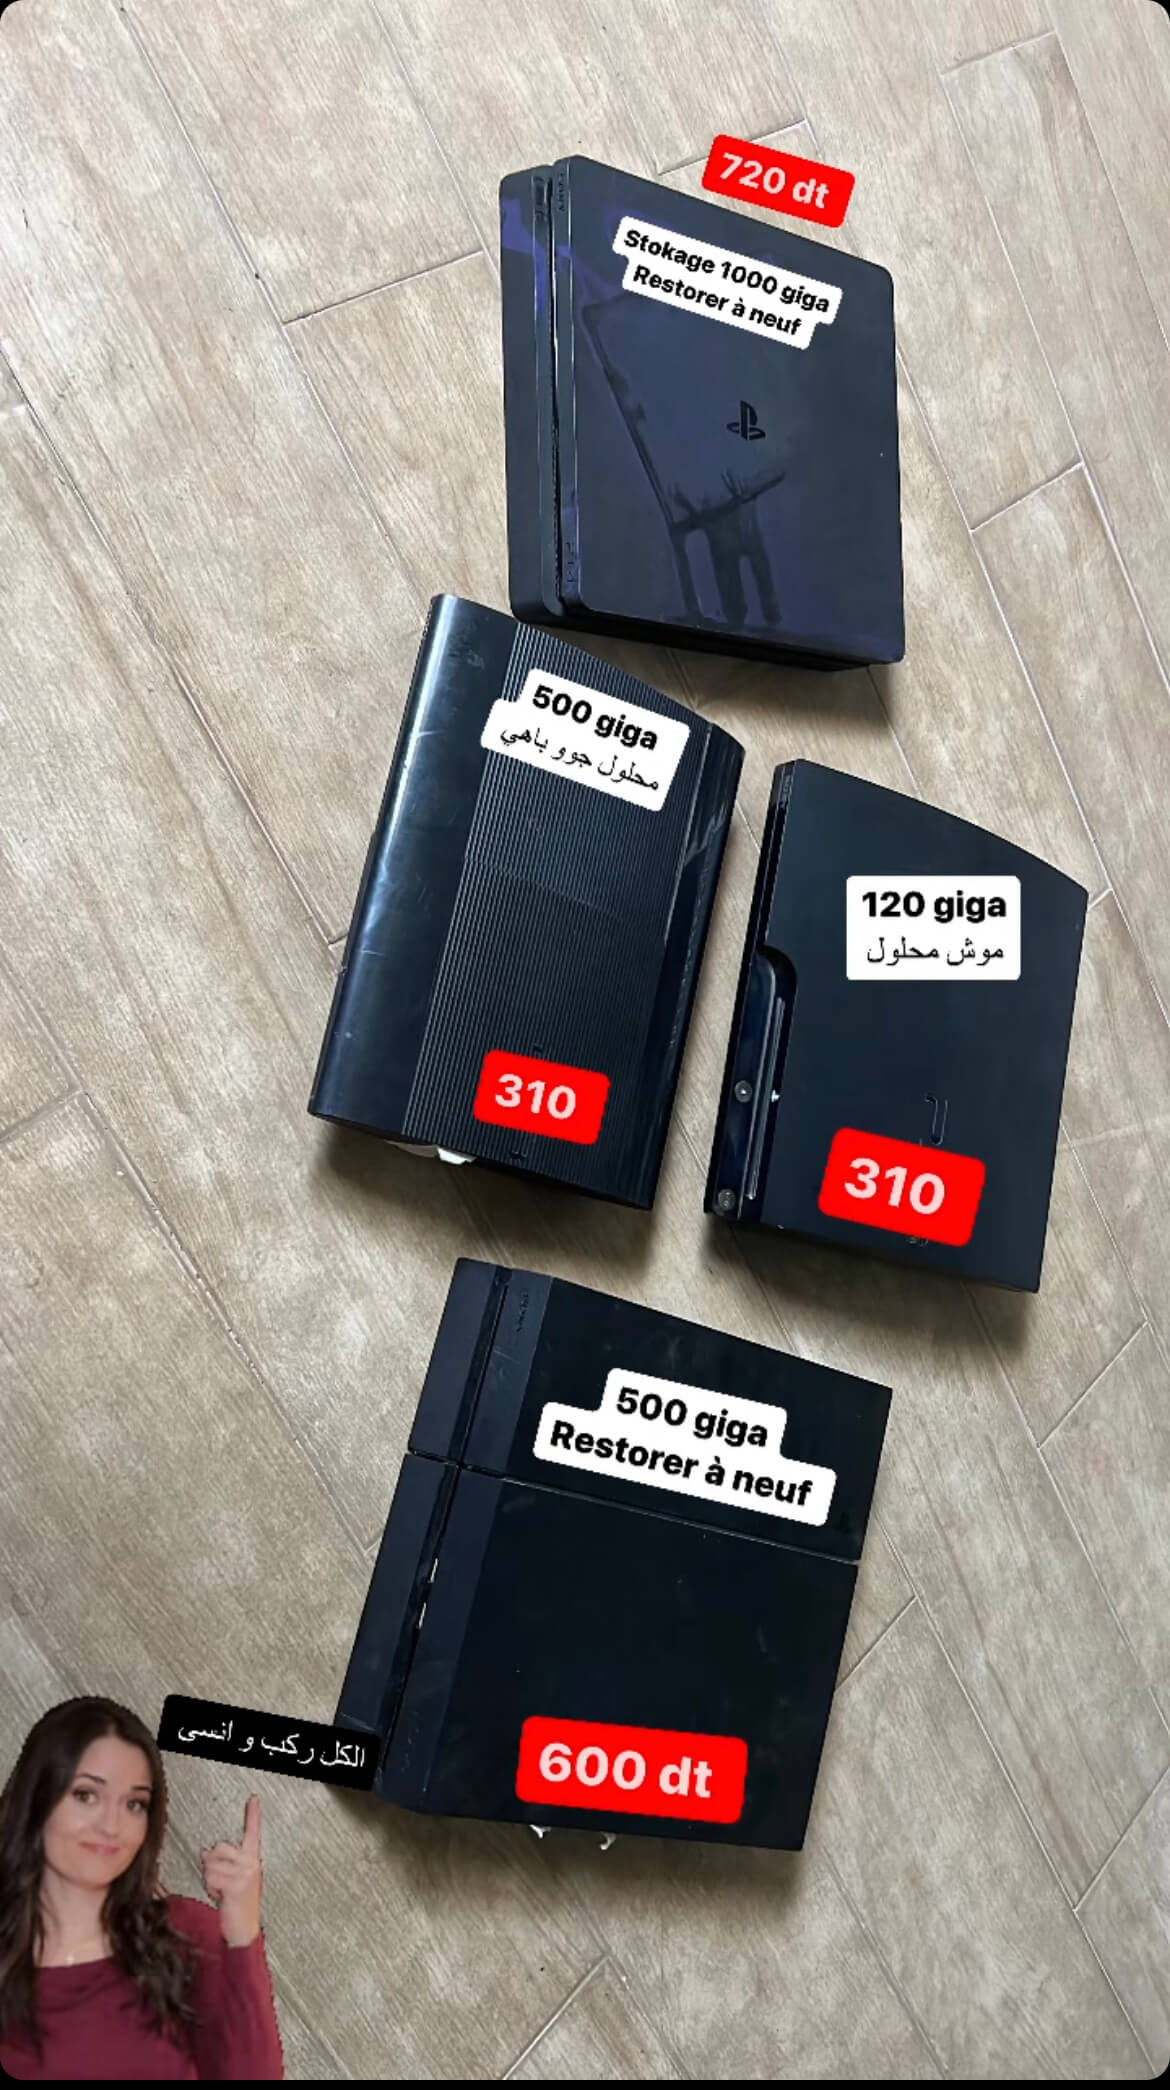 720 dt
Stokage 1000 giga
Restorer à neuf
500 giga
محلول جوو باهي
120 giga
موش محلول
310
310
500 giga
Restorer à neuf
الكل ركب و انسى
600 dt